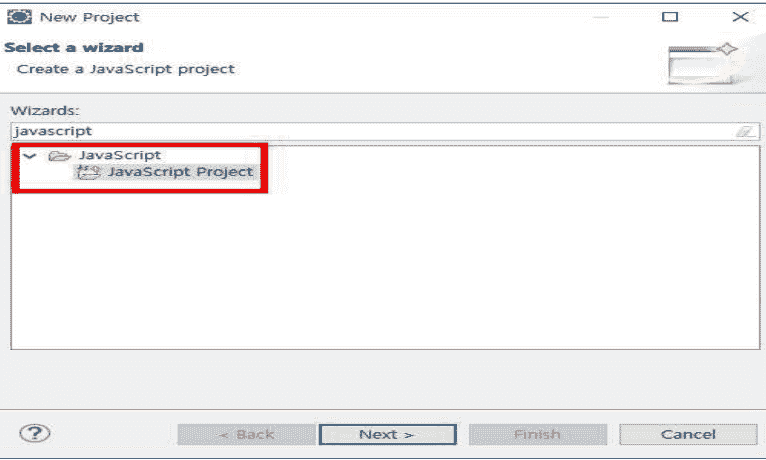 New Project
Select a wizard
Create a JavaScript project
Wizards:
javascript
JavaScript
JavaScript Project
?
< Back
Next >
Finish
Cancel